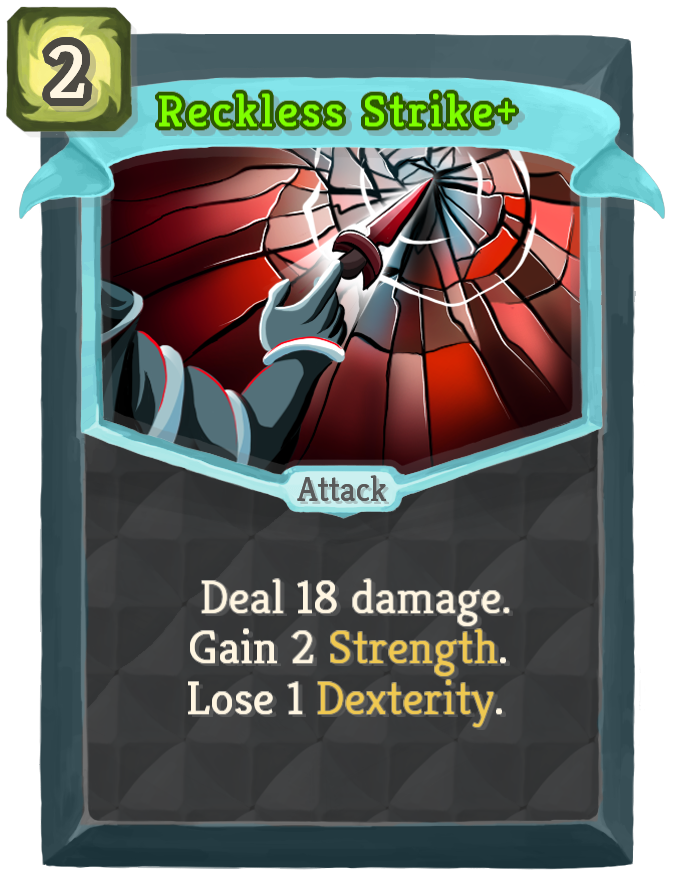 2
Reckless Strike+
Attack
Deal 18 damage.
Gain 2 Strength.
Lose 1 Dexterity.